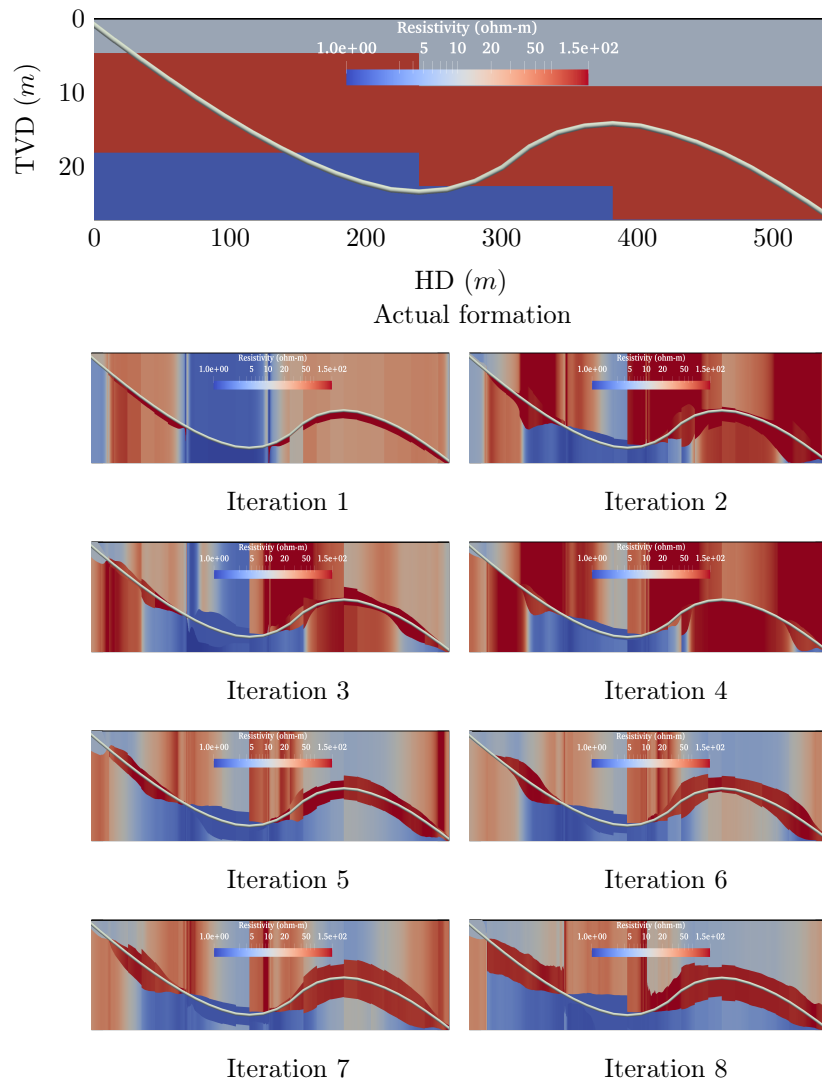 0
Resistivity (ohm-m)
1.0e+00 5 10 20 50 1.5e+02
10
TVD (m)
20
0 100 200 300 400 500
HD (m)
Actual formation
Resistivity (ohm-m) Resistivity (ohm-m)
1.0e+00 5 10 20 50 1.5e+02 1.0e+00 5 10 20 50 1.5e+02
Iteration 1 Iteration 2
Resistivity (ohm-m) Resistivity (ohm-m)
1.0e+00 5 10 20 50 1.5e+02 1.0e+00 5 10 20 50 1.5e+02
Iteration 3 Iteration 4
Resistivity (ohm-m) Resistivity (ohm-m)
1.0e+00 5 10 20 50 1.5e+02 1.0e+00 5 10 20 50 1.5e+02
Iteration 5 Iteration 6
Resistivity (ohm-m) Resistivity (ohm-m)
1.0e+00 5 10 20 50 1.5e+02 1.0e+00 5 10 20 50 1.5e+02
Iteration 7 Iteration 8